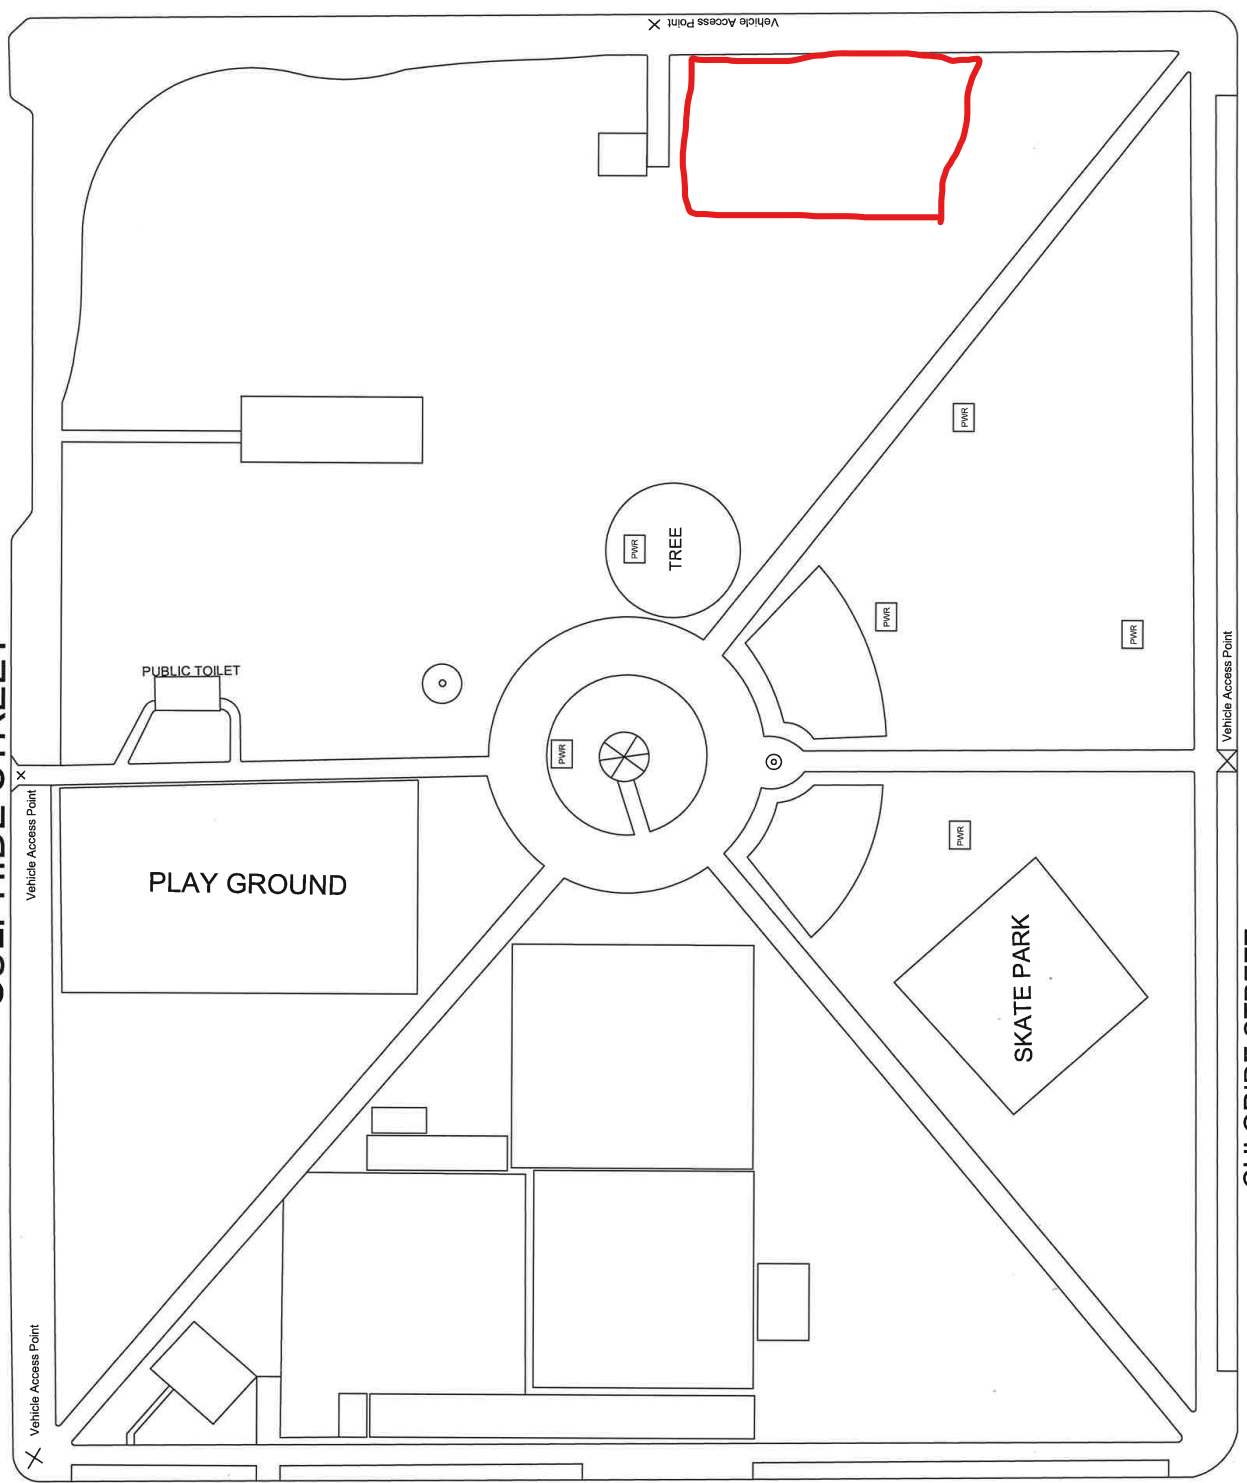 Vehicle Access Point
PWR
PWR
TREE
PWR
PWR
Vehicle Access Point
PUBLIC TOILET
PWR
Vehicle Access Point
PLAY GROUND
PWR
SKATE PARK
Vehicle Access Point